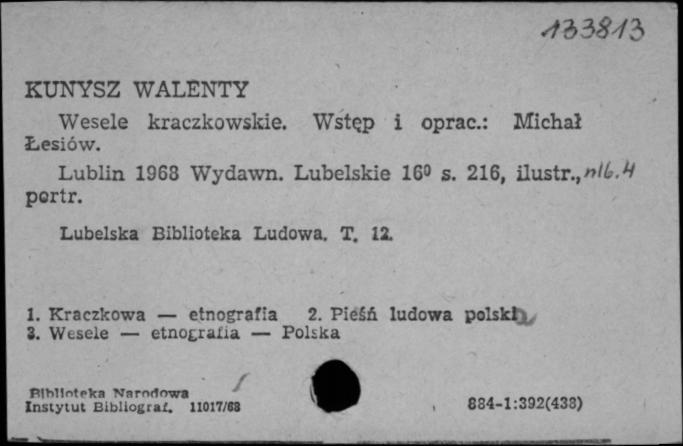 133813
KUNYSZ WALENTY
Wesele kraczkowskie. Wstęp i oprac.: Michał
Łesiów.
Lublin 1968 Wydawn. Lubelskie 16⁰ s. 216, ilustr., nlb. 4
portr.
Lubelska Biblioteka Ludowa. T. 12.
1. Kraczkowa — etnografia 2. Pieśń ludowa polska
3. Wesele — etnografia — Polska
Biblioteka Narodowa
Instytut Bibliograf. 11017/68
884-1:392(438)